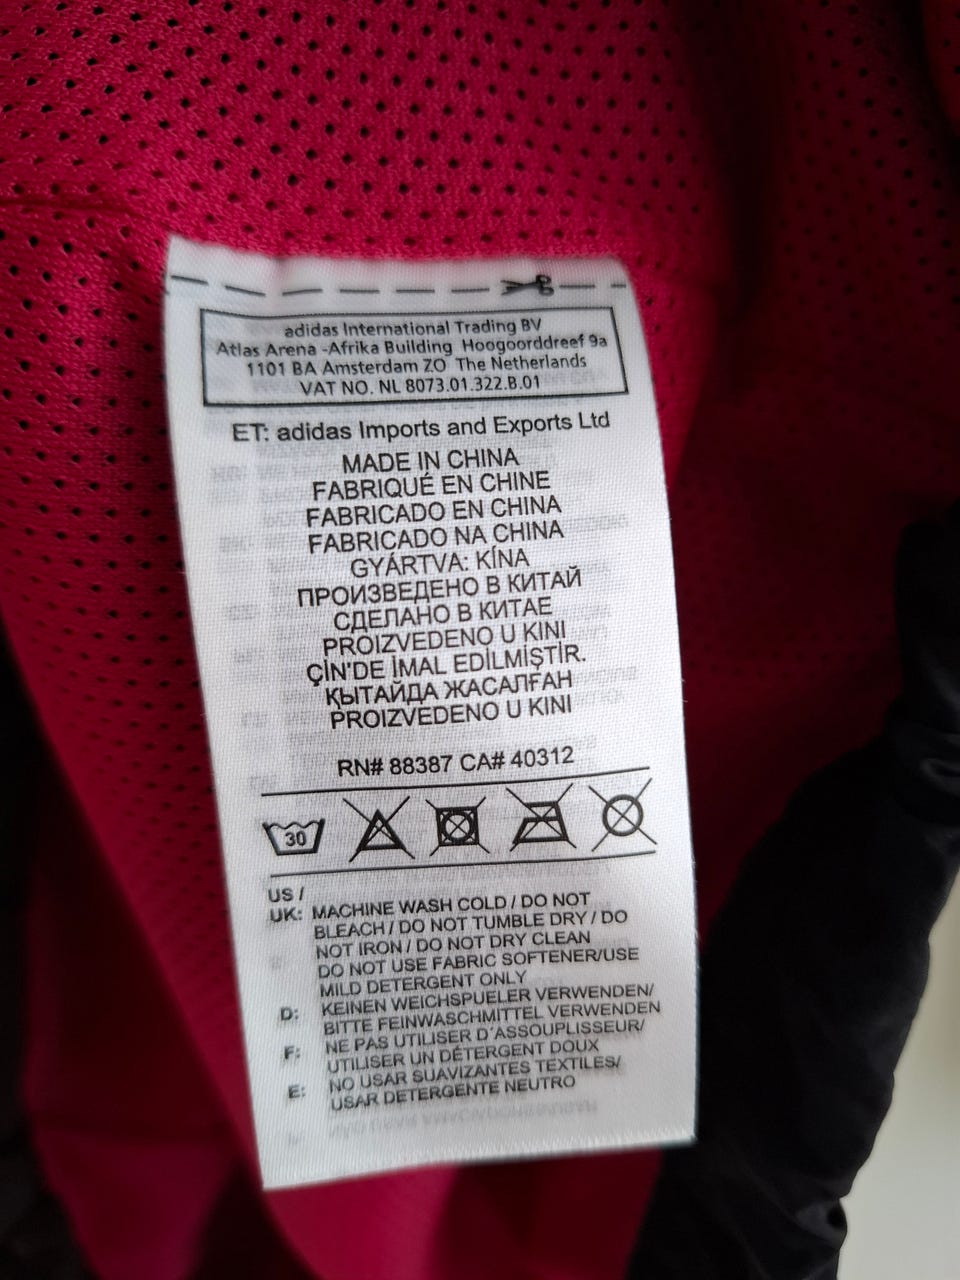 adidas International Trading BV
Atlas Arena -Afrika Building Hoogoorddreef 9a
1101 BA Amsterdam ZO The Netherlands
VAT NO. NL 8073.01.322.B.01
ET: adidas Imports and Exports Ltd
MADE IN CHINA
FABRIQUÉ EN CHINE
FABRICADO EN CHINA
FABRICADO NA CHINA
GYÁRTVA: KÍNA
ПРОИЗВЕДЕНО В КИТАЙ
СДЕЛАНО В КИТАЕ
PROIZVEDENO U KINI
ÇİN'DE İMAL EDİLMİŞTİR.
ҚЫТАЙДА ЖАСАЛҒАН
PROIZVEDENO U KINI
RN# 88387 CA# 40312
30
US /
UK: MACHINE WASH COLD / DO NOT
BLEACH / DO NOT TUMBLE DRY / DO
NOT IRON / DO NOT DRY CLEAN
DO NOT USE FABRIC SOFTENER/USE
MILD DETERGENT ONLY
D: KEINEN WEICHSPUELER VERWENDEN/
BITTE FEINWASCHMITTEL VERWENDEN
F: NE PAS UTILISER D'ASSOUPLISSEUR/
UTILISER UN DÉTERGENT DOUX
E: NO USAR SUAVIZANTES TEXTILES/
USAR DETERGENTE NEUTRO